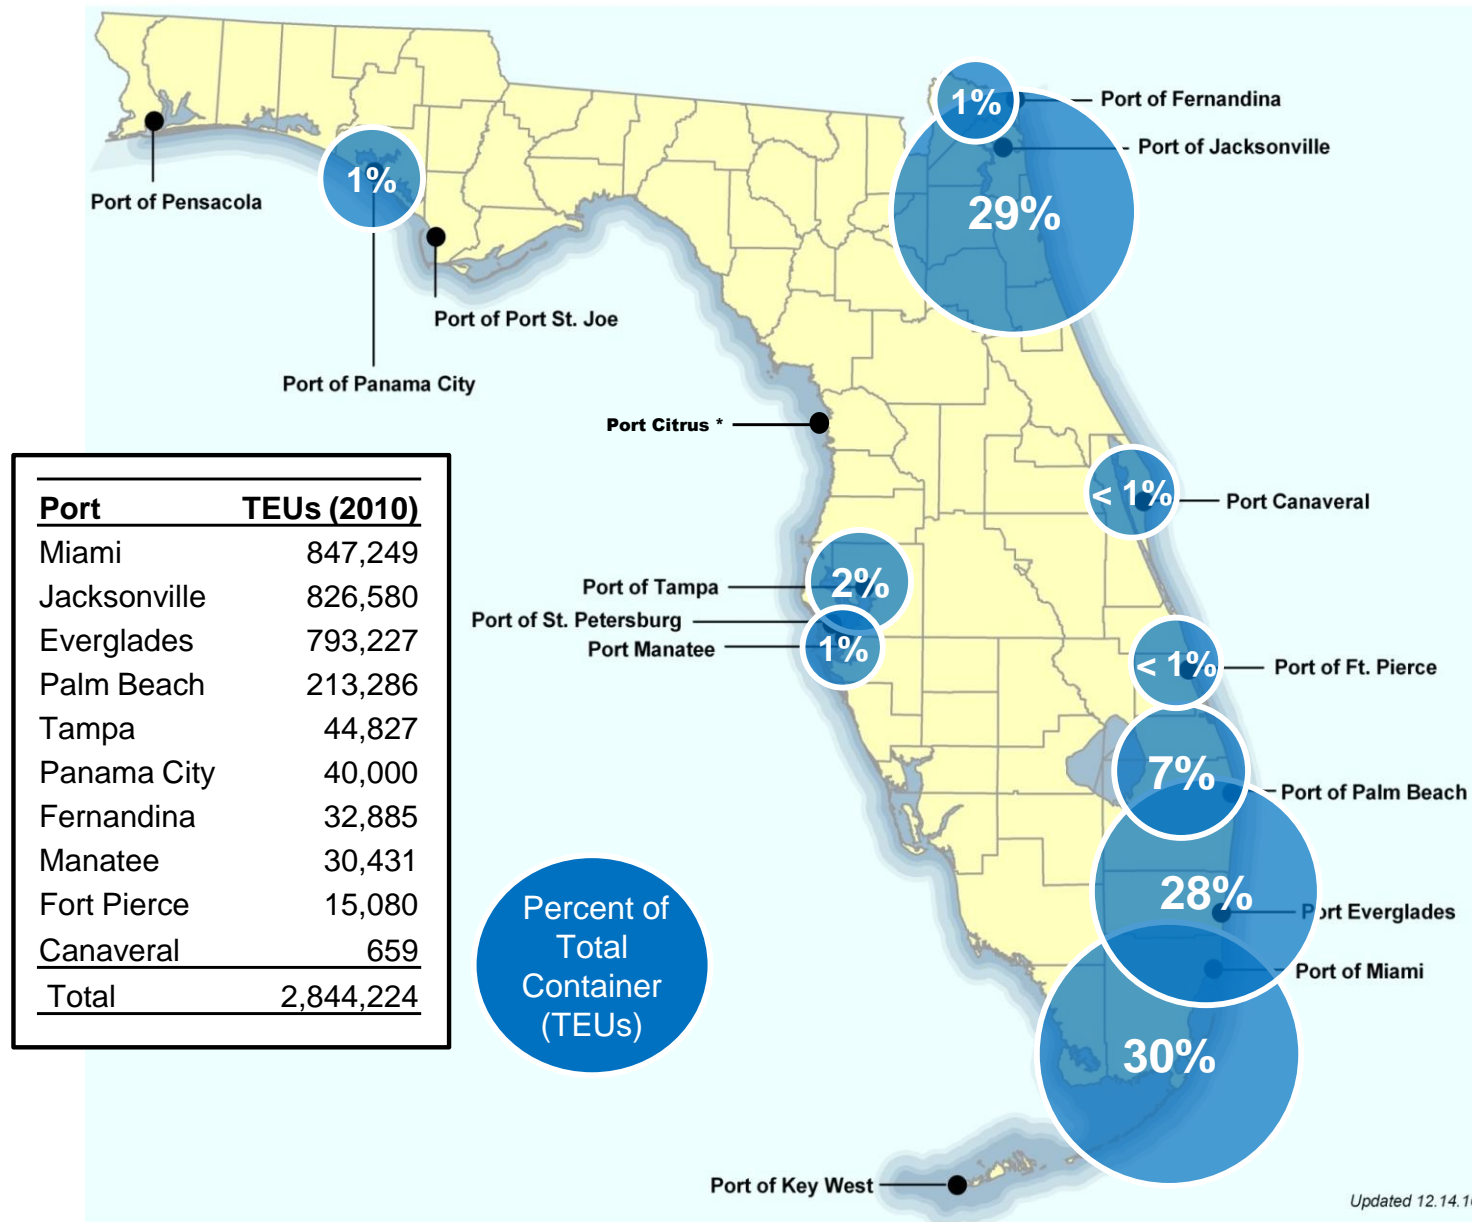 1%
Port of Fernandina
Port of Jacksonville
1%
29%
Port of Pensacola
Port of Port St. Joe
Port of Panama City
Port Citrus *
< 1%
Port Canaveral
Port TEUs (2010)
Miami 847,249
Jacksonville 826,580
Everglades 793,227
Palm Beach 213,286
Tampa 44,827
Panama City 40,000
Fernandina 32,885
Manatee 30,431
Fort Pierce 15,080
Canaveral 659
Total 2,844,224
Port of Tampa
2%
Port of St. Petersburg
Port Manatee
1%
< 1%
Port of Ft. Pierce
7%
Port of Palm Beach
28%
Port Everglades
Port of Miami
30%
Percent of
Total
Container
(TEUs)
Port of Key West
Updated 12.14.10